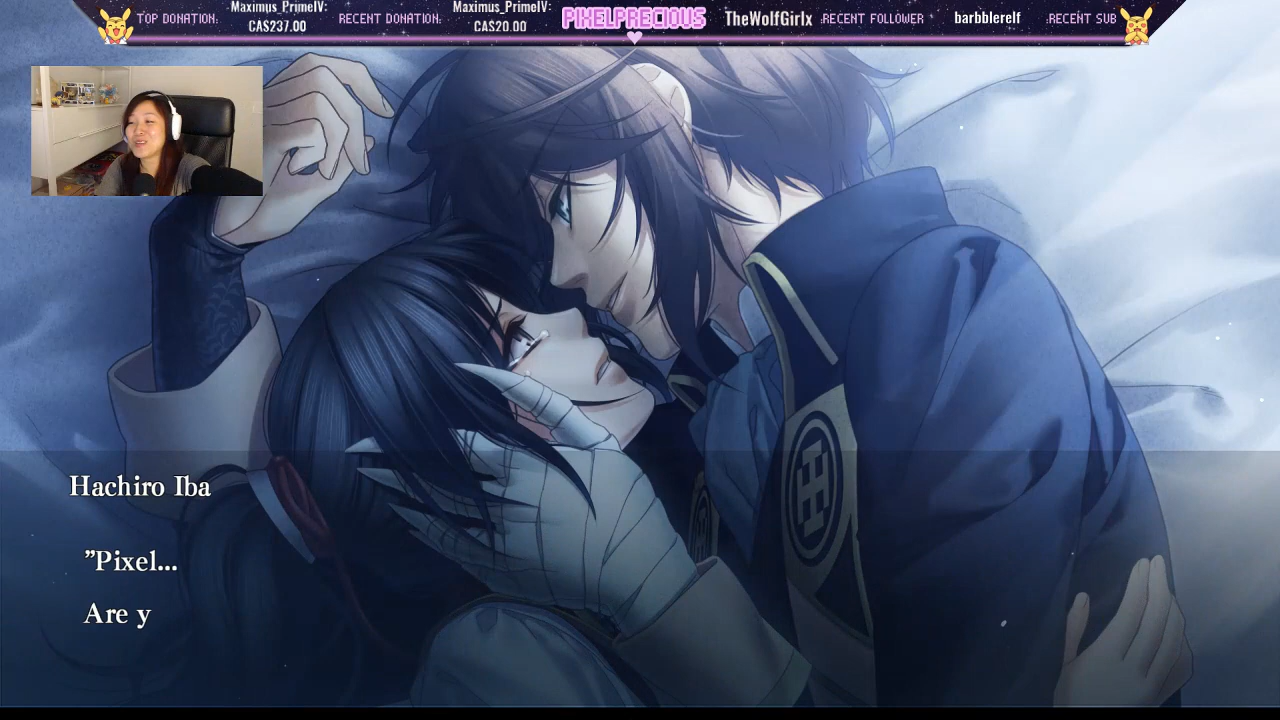 TOP DONATION:
Maximus_PrimeIV:
CA$237.00
RECENT DONATION:
Maximus_PrimeIV:
CA$20.00
PIXELPRECIOUS
TheWolfGirlx
:RECENT FOLLOWER
barbblerelf
:RECENT SUB
Hachiro Iba
"Pixel...
Are y